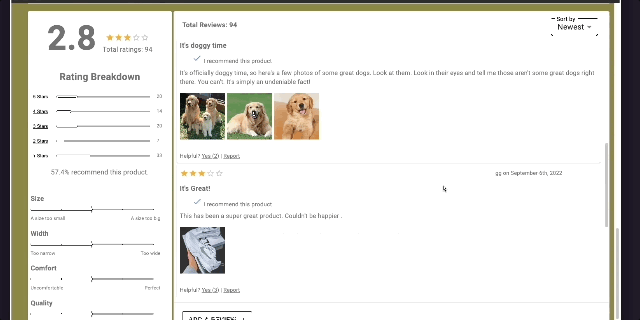 2.8
Total ratings: 94
Rating Breakdown
5 Stars 20
4 Stars 14
3 Stars 20
2 Stars 7
Stars
57.4% recommend this product
Size
A size too small A size too big
Width
Too narrow Too wide
Comfort
Uncomfortable Perfect
Quality
Total Reviews: 94
Sort by
Newest
It's doggy time
I recommend this product
It's officially doggy time, so here's a few photos of some great dogs. Look at them. Look in their eyes and tell me those aren't some great dogs right
there. You can't. It's simply an undeniable fact!
Helpful? Yes (2) | Report
gg on September 6th, 2022
It's Great!
I recommend this product
This has been a super great product. Couldn't be happier .
Helpful? Yes (3) | Report
ADD A REVIEW +